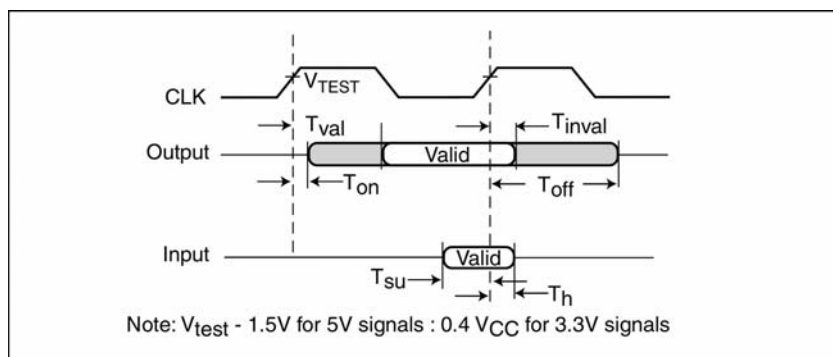 VTEST
CLK
Tval
Tinval
Output
Valid
Ton
Toff
Input
Valid
Tsu
Th
Note: Vtest - 1.5V for 5V signals : 0.4 VCC for 3.3V signals